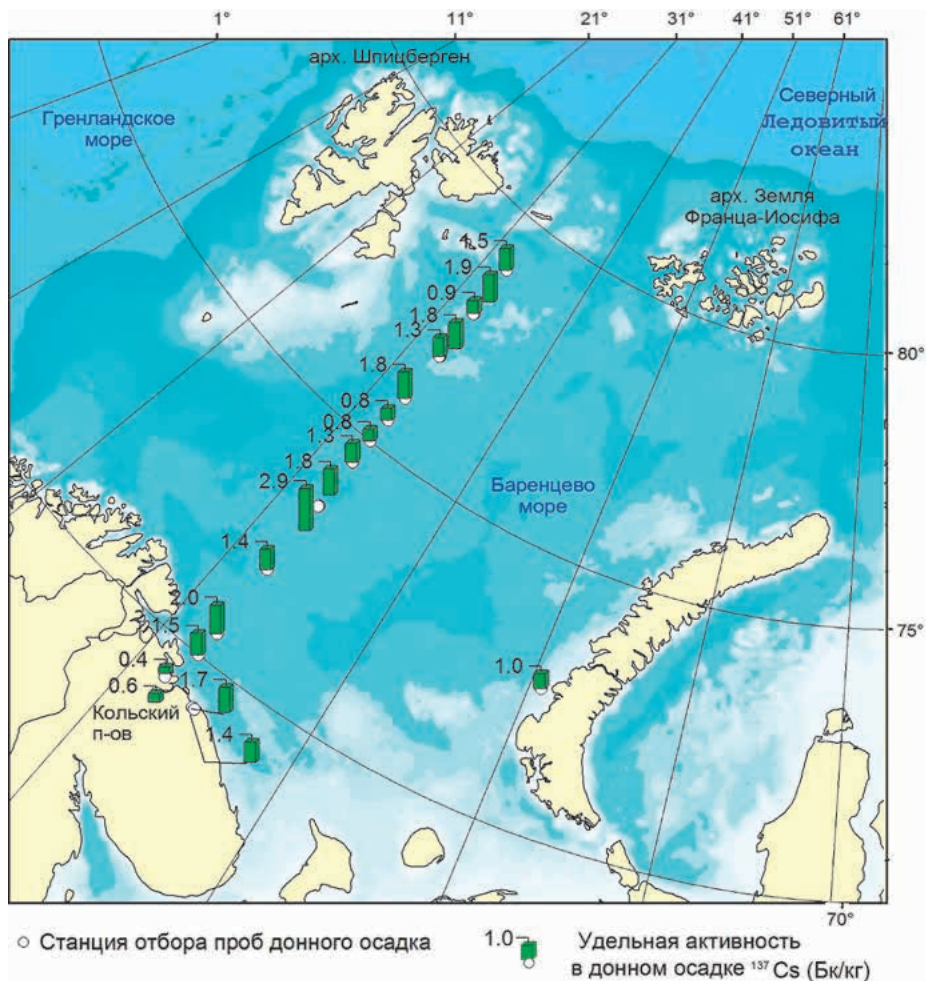 1° 11° 21° 31° 41° 51° 61°
арх. Шпицберген
Гренландское
море
Северный
Ледовитый
океан
арх. Земля
Франца-Иосифа
1.5
1.9
0.9
1.8
1.3
80°
1.8
0.8
0.8
1.3
1.8
2.9
Баренцево
море
1.4
2.0
75°
1.5
0.4
1.0
0.6
1.7
Кольский
п-ов
1.4
70°
Станция отбора проб донного осадка
1.0
Удельная активность
в донном осадке ¹³⁷Cs (Бк/кг)